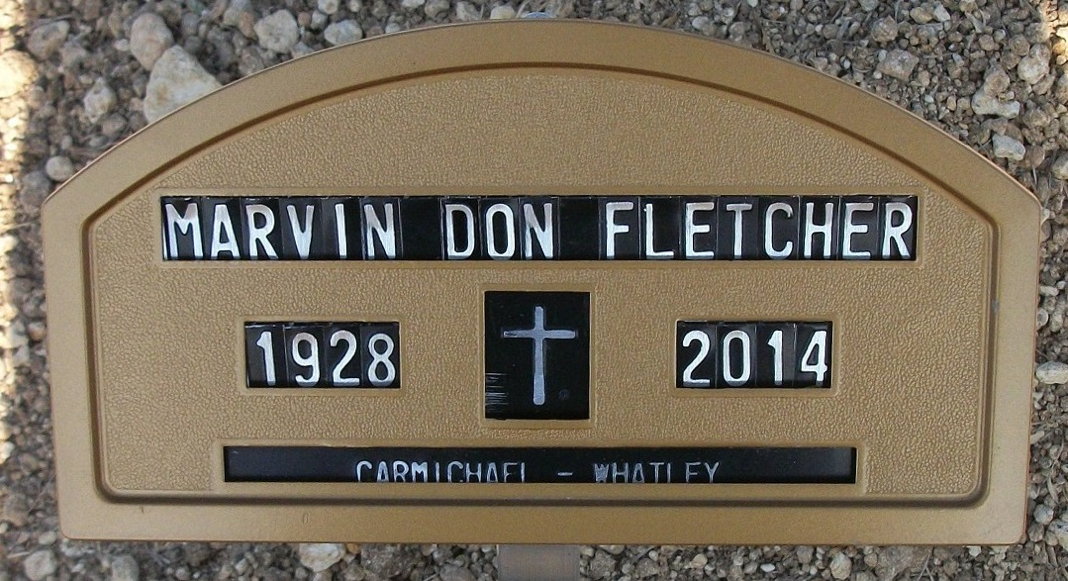 MARVIN DON FLETCHER
1928 2014
CARMICHAEL - WHATLEY